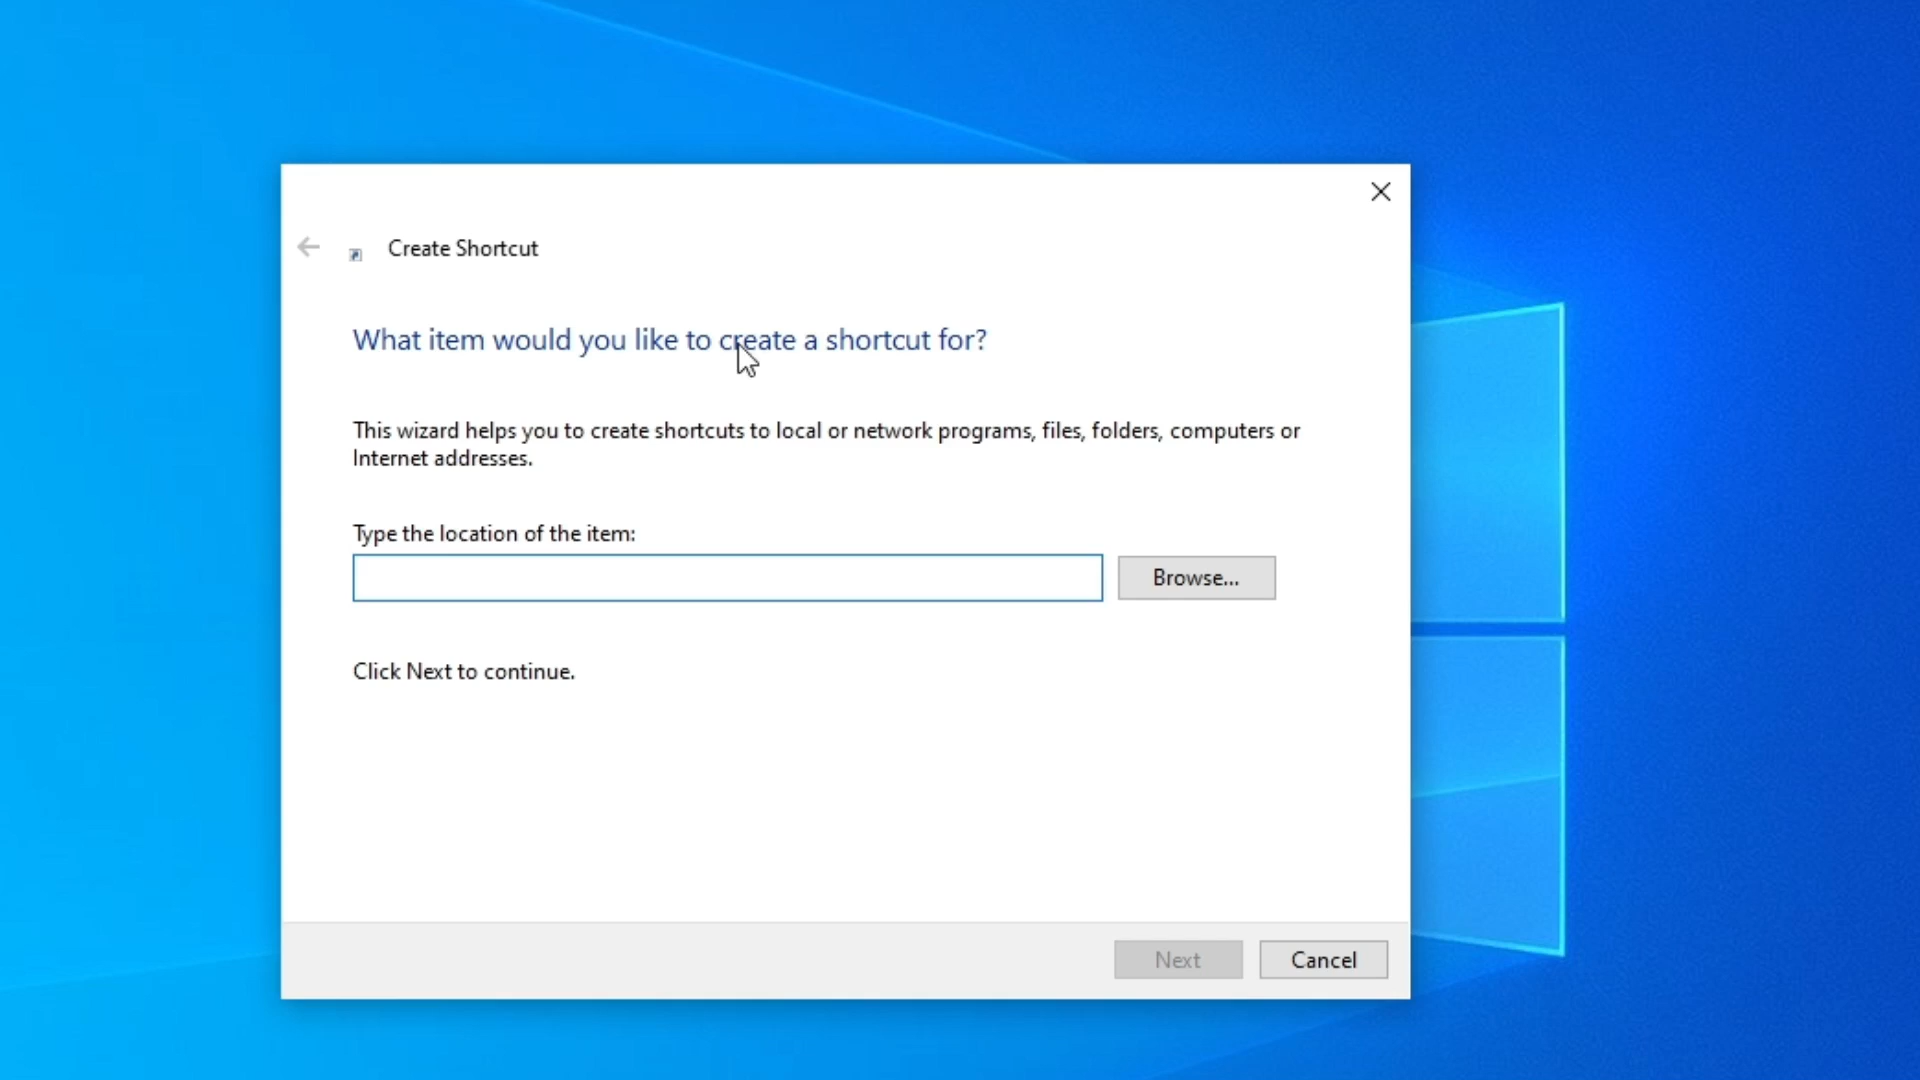 Create Shortcut
What item would you like to create a shortcut for?
This wizard helps you to create shortcuts to local or network programs, files, folders, computers or
Internet addresses.
Type the location of the item:
Browse...
Click Next to continue.
Next
Cancel